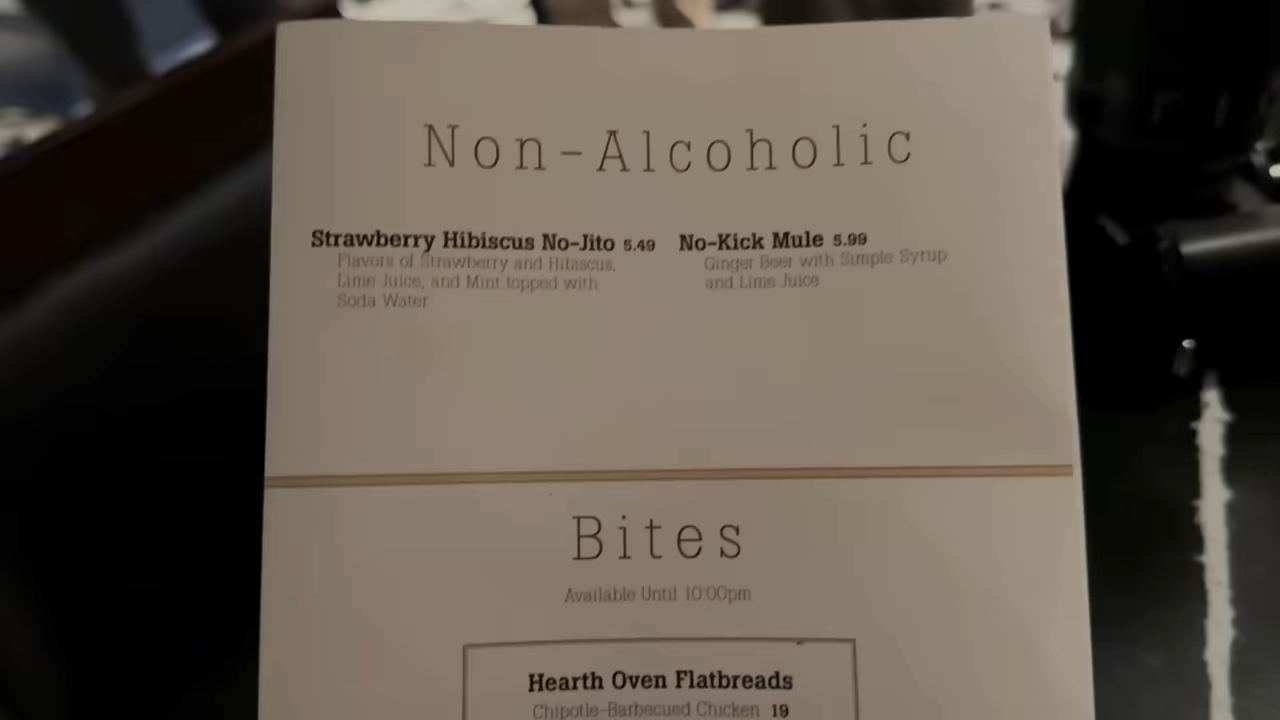 Non-Alcoholic
Strawberry Hibiscus No-Jito 5.49
Flavors of Strawberry and Hibiscus,
Lime Juice, and Mint topped with
Soda Water
No-Kick Mule 5.99
Ginger Beer with Simple Syrup
and Lime Juice
Bites
Available Until 10:00pm
Hearth Oven Flatbreads
Chipotle-Barbecued Chicken 19